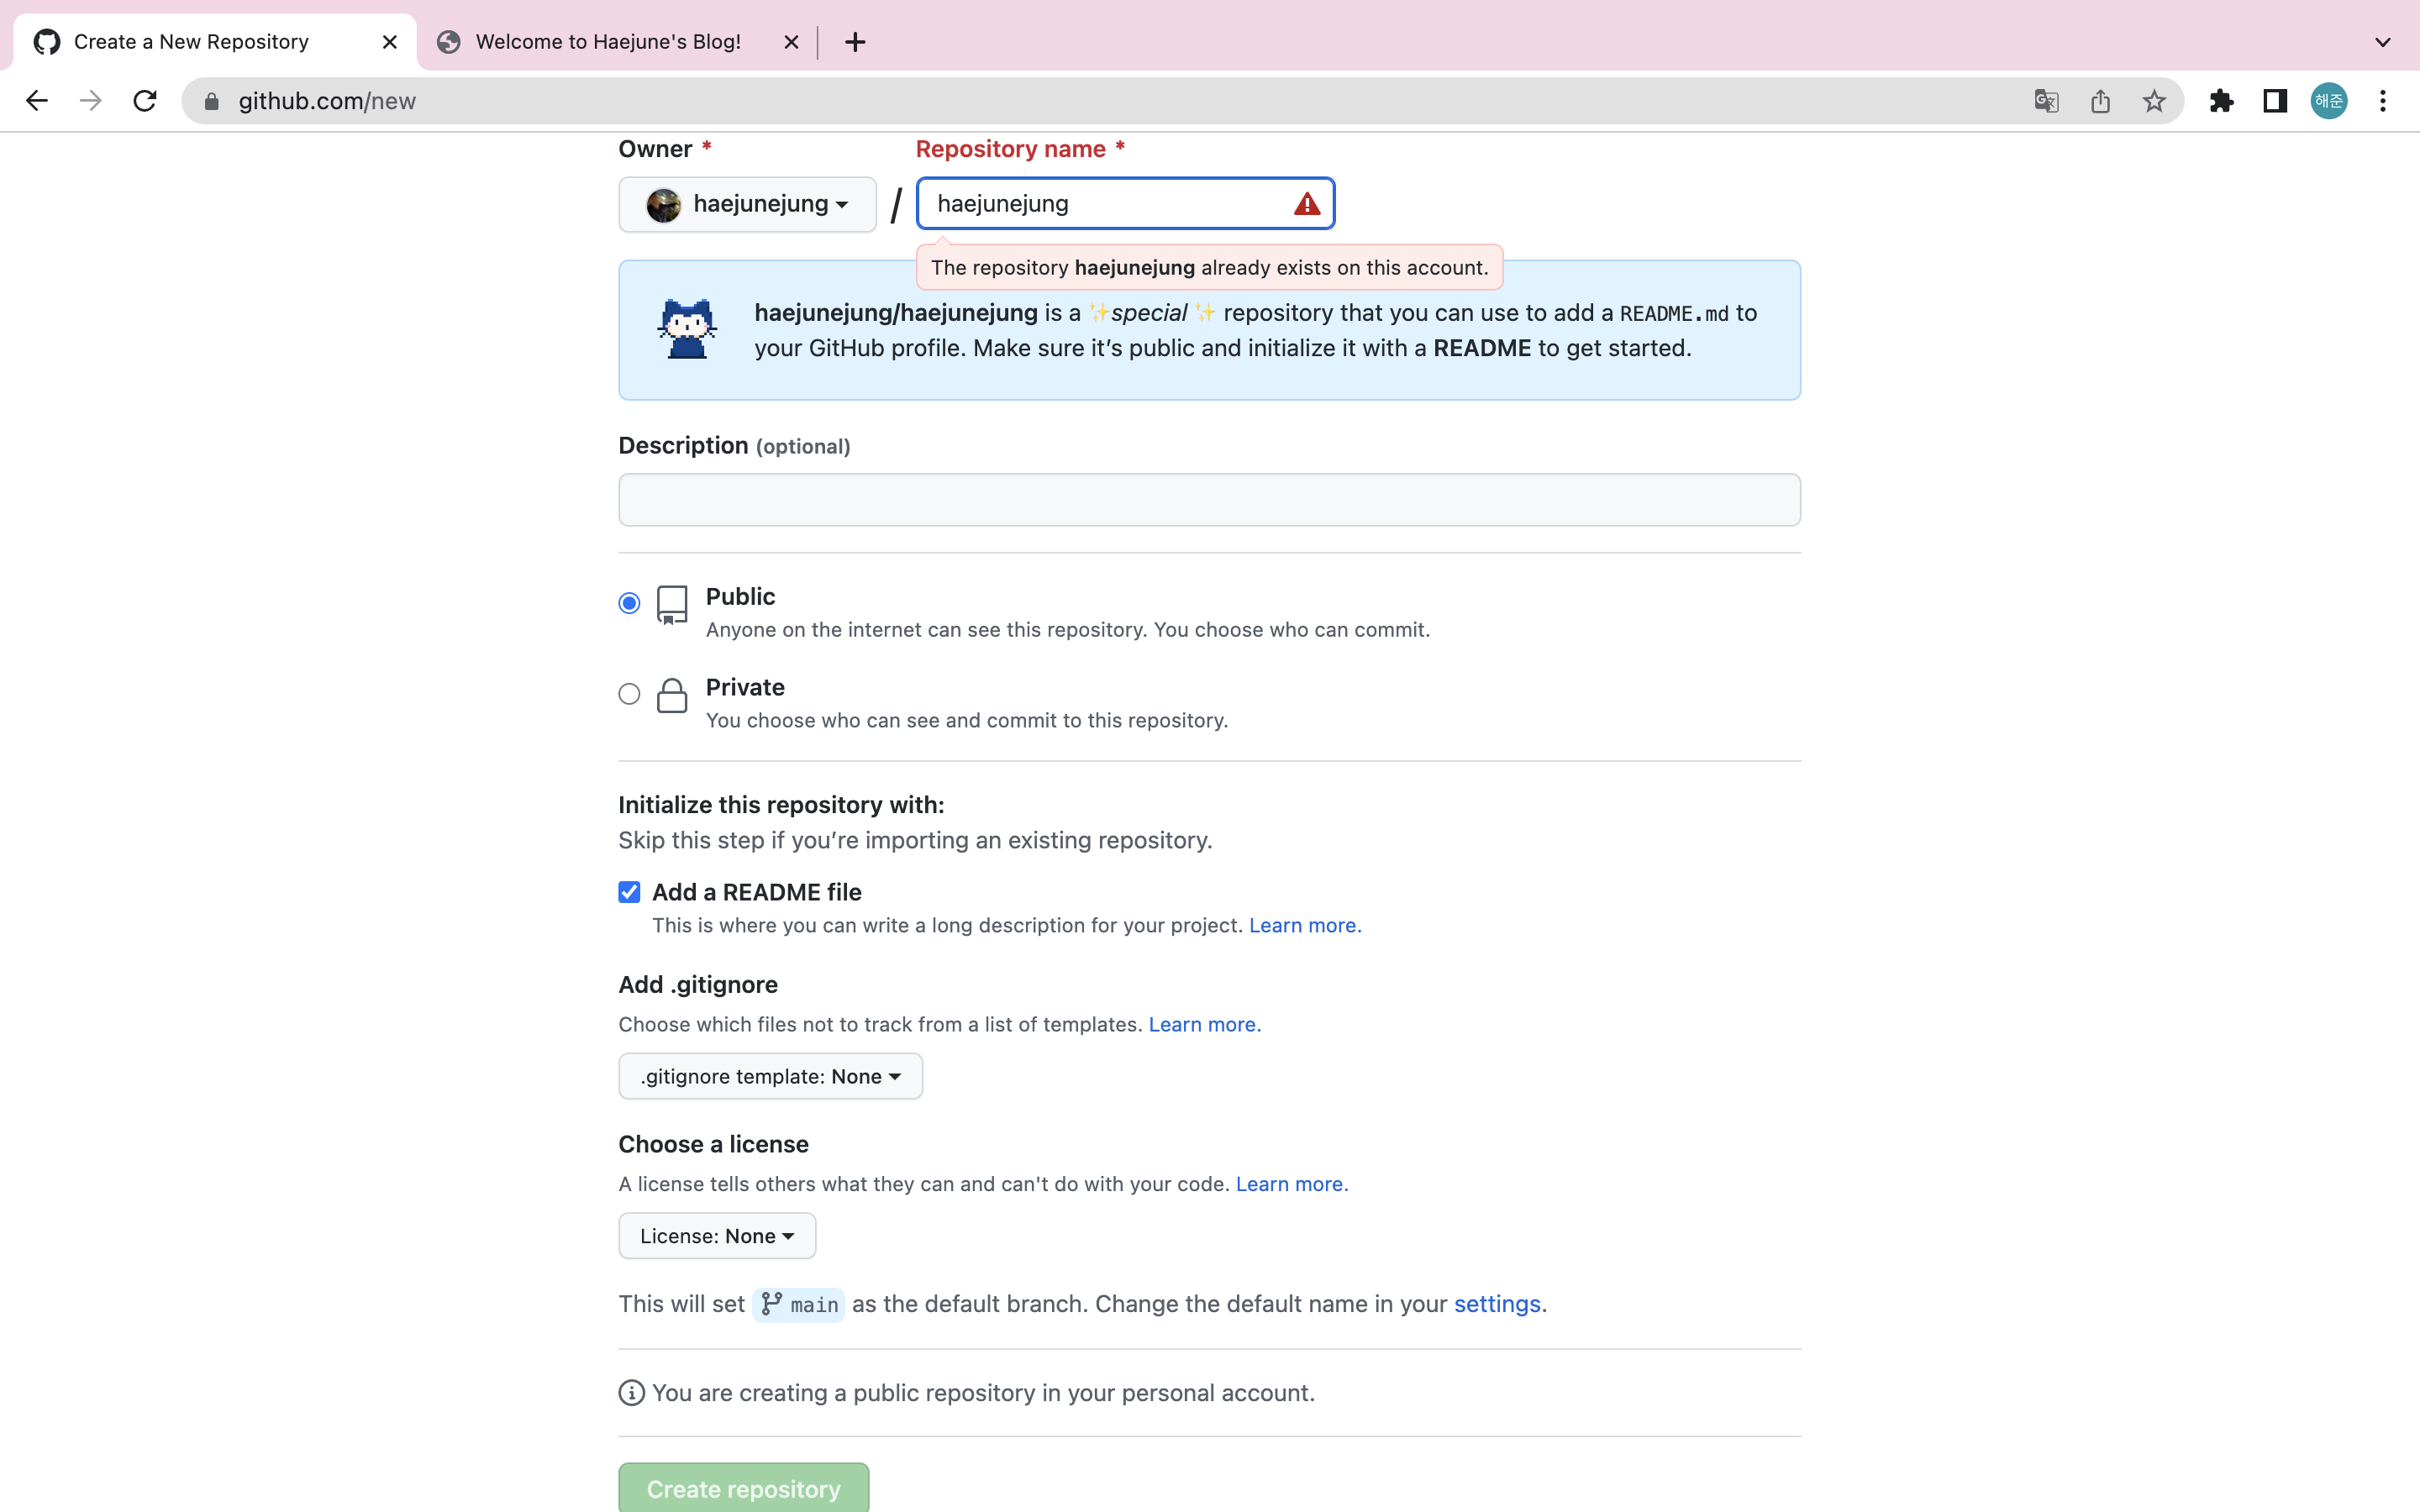 Create a New Repository
Welcome to Haejune's Blog!
github.com/new
해준
Owner *
Repository name *
haejunejung
/
haejunejung
The repository haejunejung already exists on this account.
haejunejung/haejunejung is a ✨special ✨ repository that you can use to add a README.md to
your GitHub profile. Make sure it’s public and initialize it with a README to get started.
Description (optional)
Public
Anyone on the internet can see this repository. You choose who can commit.
Private
You choose who can see and commit to this repository.
Initialize this repository with:
Skip this step if you’re importing an existing repository.
Add a README file
This is where you can write a long description for your project. Learn more.
Add .gitignore
Choose which files not to track from a list of templates. Learn more.
.gitignore template: None
Choose a license
A license tells others what they can and can't do with your code. Learn more.
License: None
This will set main as the default branch. Change the default name in your settings.
You are creating a public repository in your personal account.
Create repository